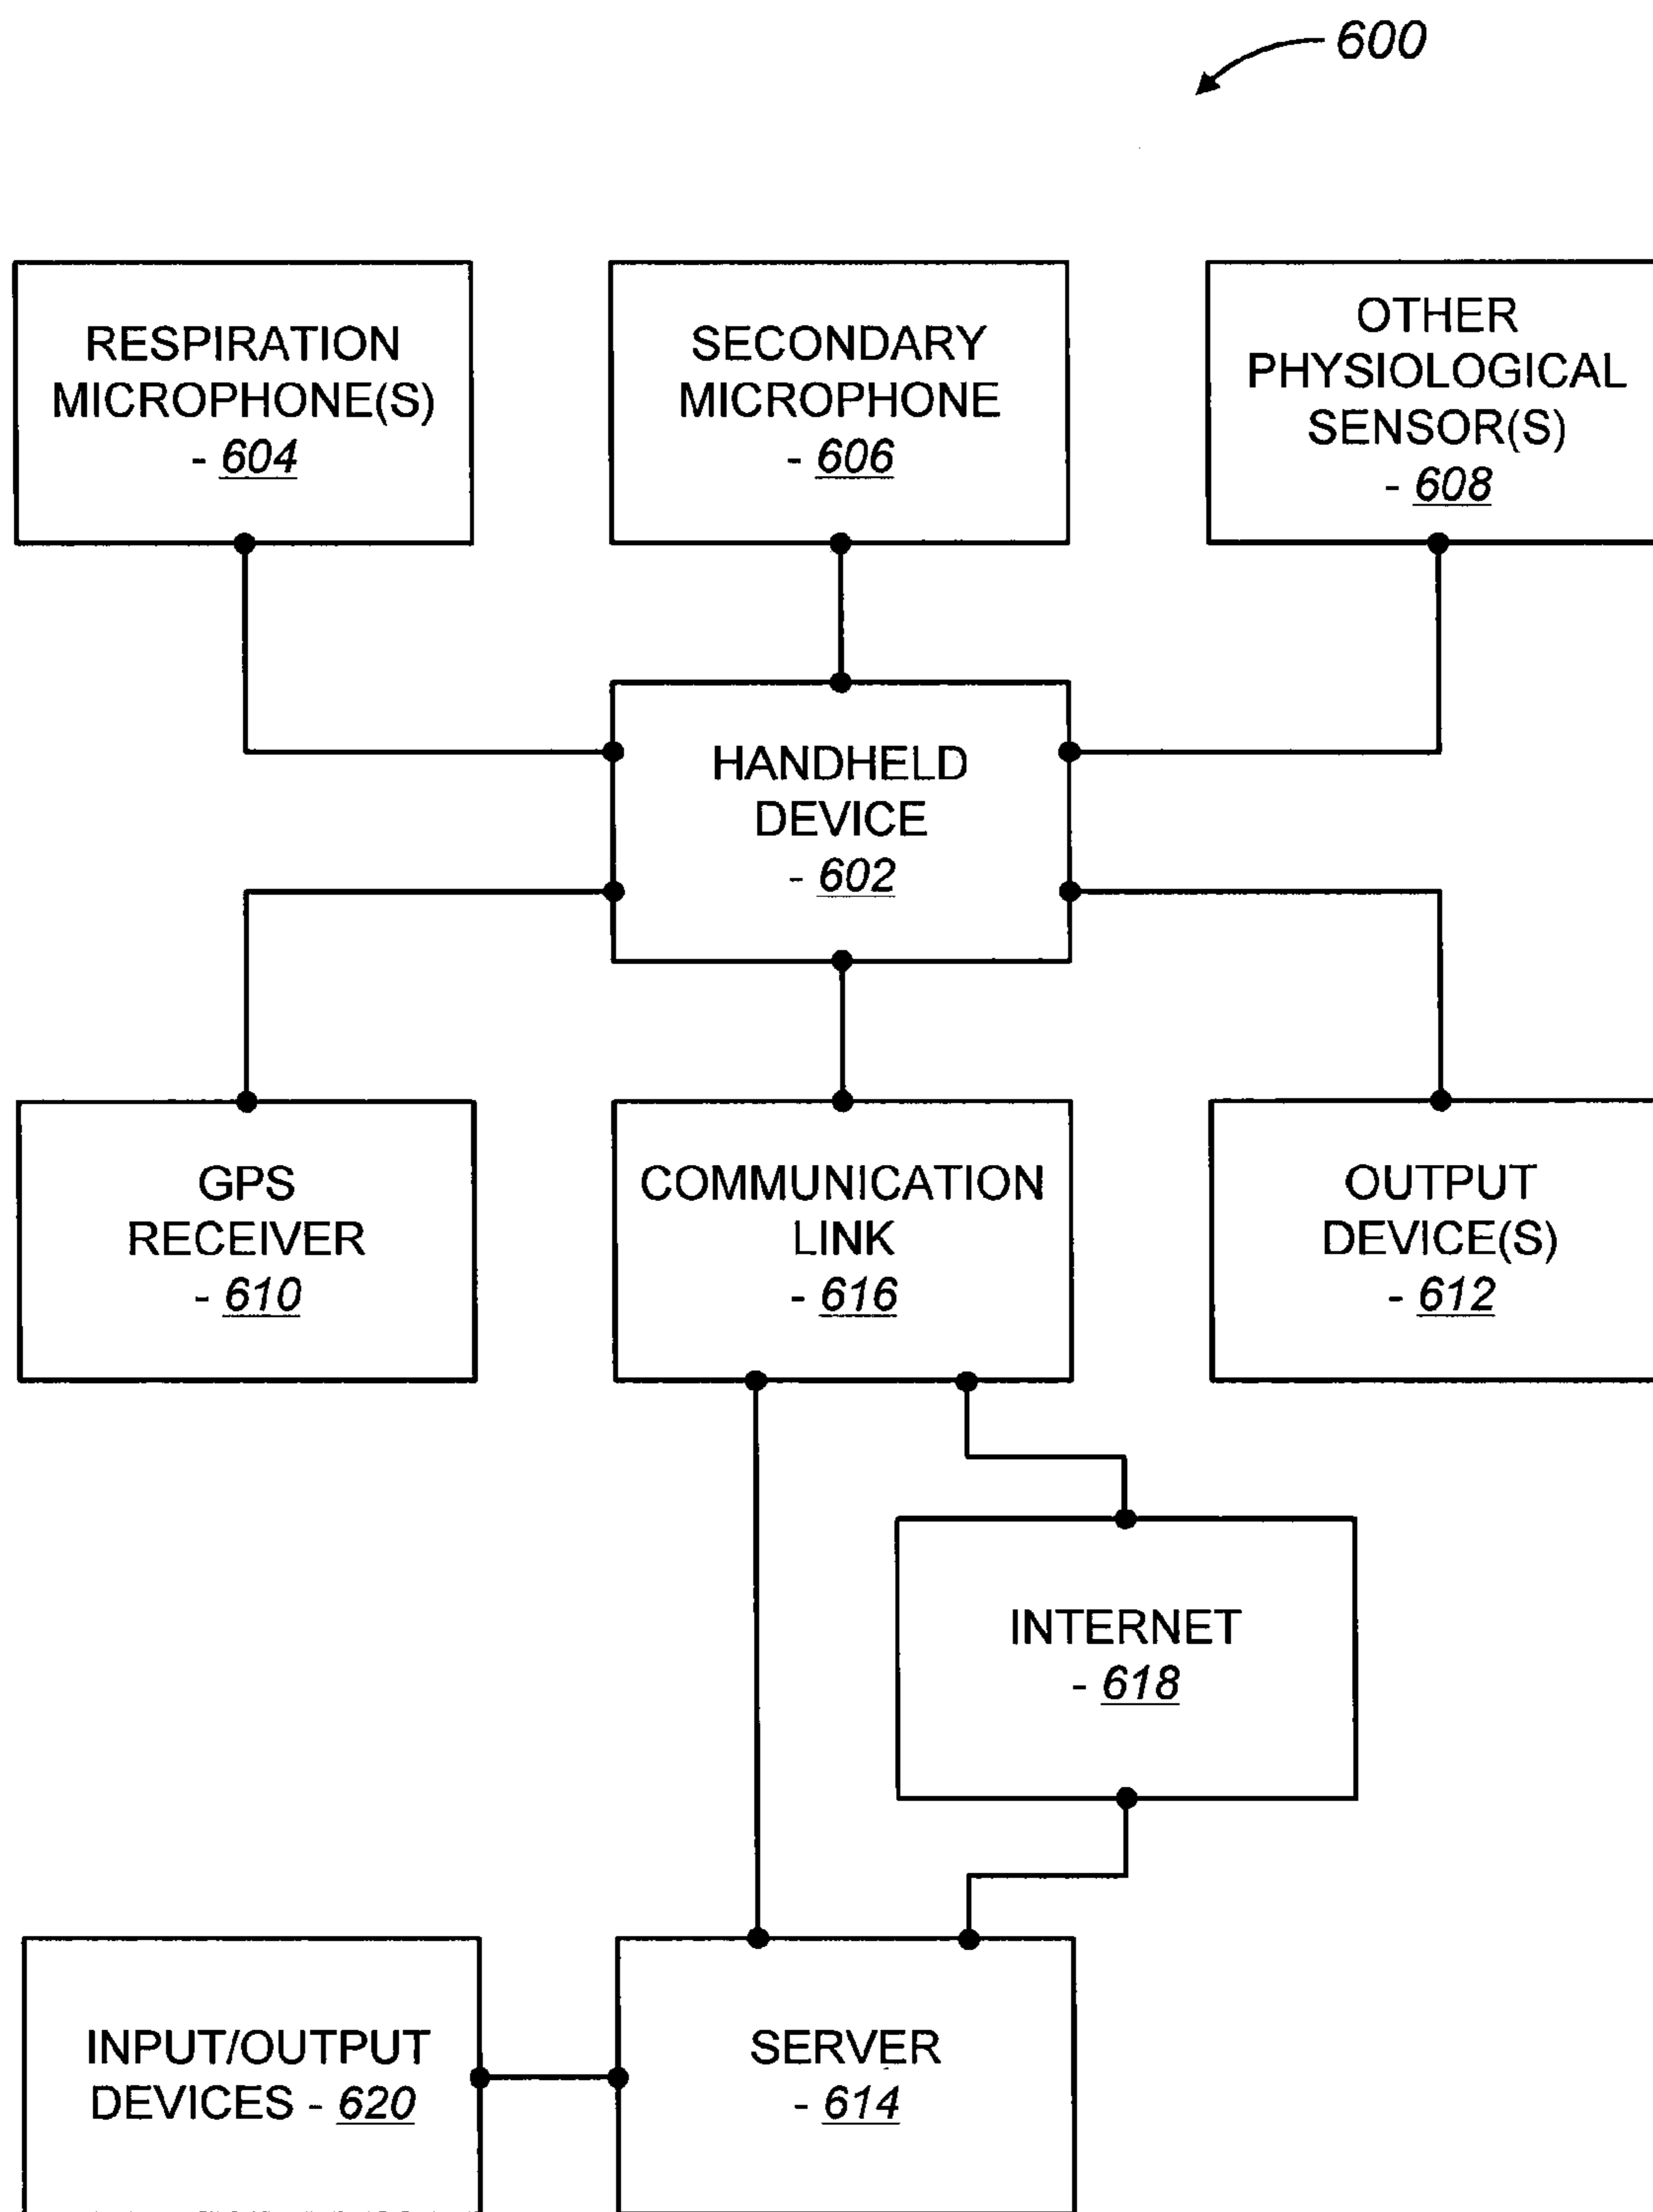 600
RESPIRATION
MICROPHONE(S)
- 604
SECONDARY
MICROPHONE
- 606
OTHER
PHYSIOLOGICAL
SENSOR(S)
- 608
HANDHELD
DEVICE
- 602
GPS
RECEIVER
- 610
COMMUNICATION
LINK
- 616
OUTPUT
DEVICE(S)
- 612
INTERNET
- 618
INPUT/OUTPUT
DEVICES - 620
SERVER
- 614